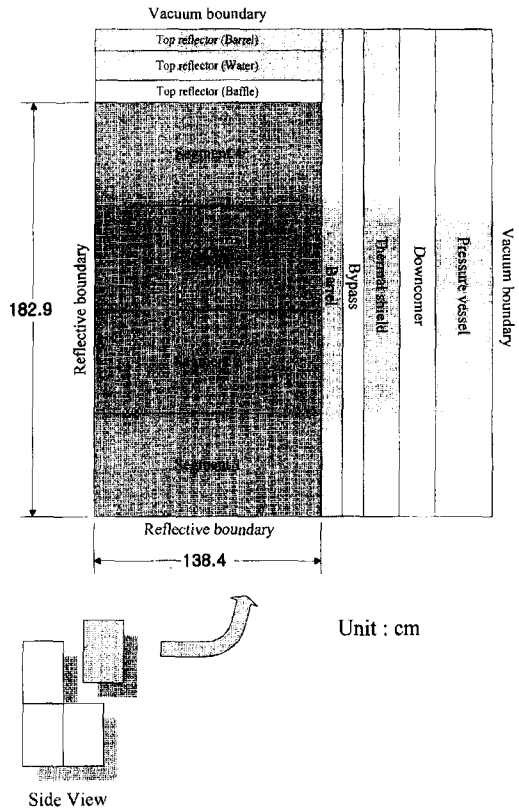 Vacuum boundary
Top reflector (Barrel)
Top reflector (Water)
Top reflector (Baffle)
Reflective boundary
182.9
Barrel
Bypass
Thermal shield
Downcomer
Pressure vessel
Vacuum boundary
Reflective boundary
138.4
Unit : cm
Side View